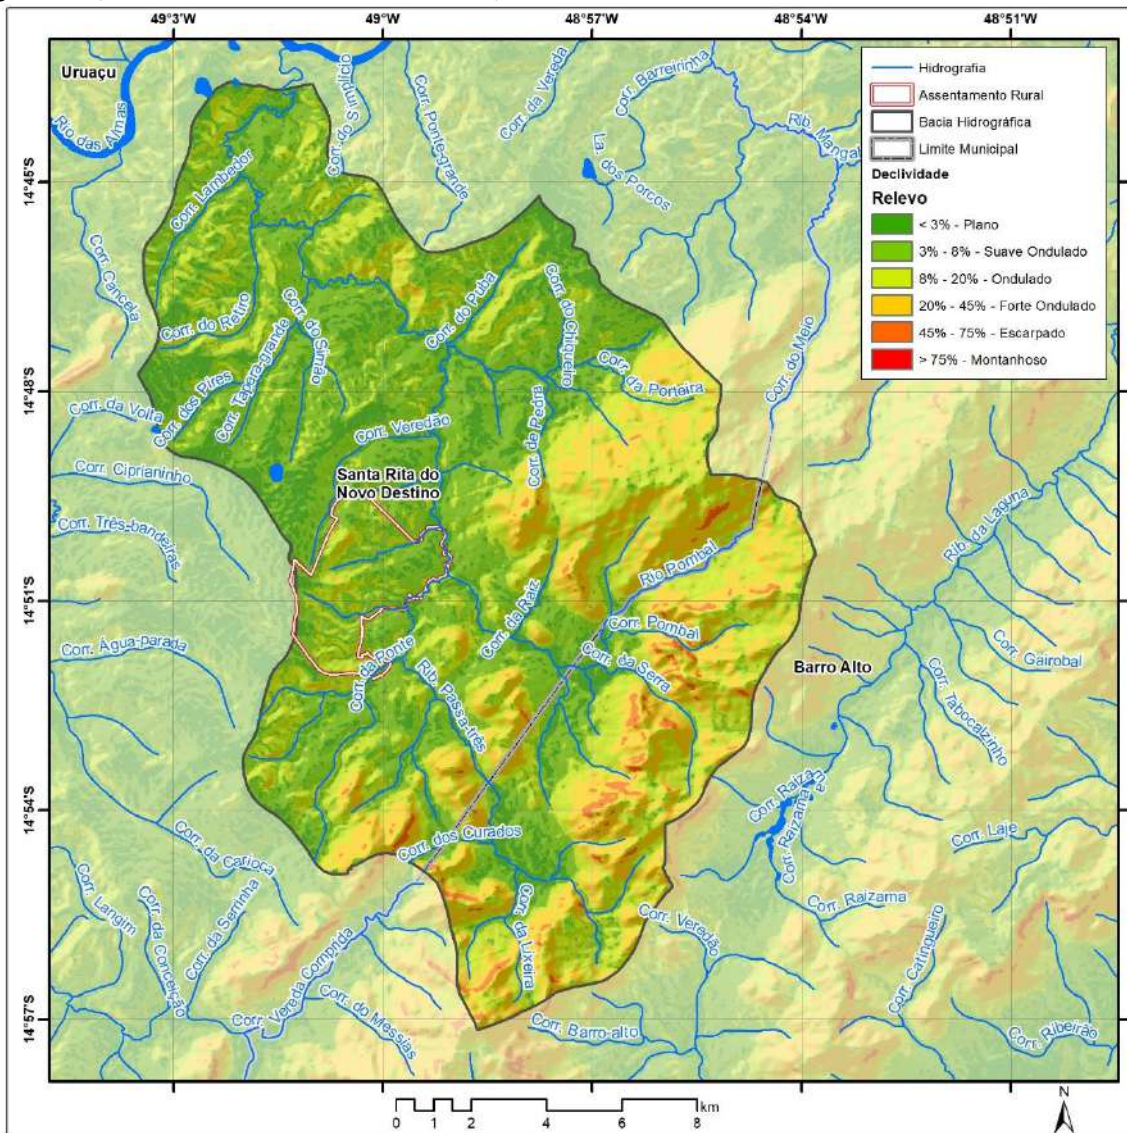 49°3'W
49°0'W
48°57'W
48°54'W
48°51'W
Uruaçu
Rio das Almas
Corr. do Simplício
Corr. Ponte-grande
Corr. da Vereda
Corr. Barreirinha
Rib. Mangal
La. dos Porcos
Hidrografia
Assentamento Rural
Bacia Hidrográfica
Limite Municipal
Declividade
Relevo
< 3% - Plano
3% - 8% - Suave Ondulado
8% - 20% - Ondulado
20% - 45% - Forte Ondulado
45% - 75% - Escarpado
> 75% - Montanhoso
14°45'S
Corr. Lambedor
Corr. Cancela
Corr. do Retiro
Corr. Tapera-grande
Corr. do Simão
Corr. do Puba
Corr. do Chiqueiro
Corr. da Porteira
Corr. do Meio
14°48'S
Corr. dos Pires
Corr. da Volta
Corr. Veredão
Corr. de Pedra
Corr. Ciprianinho
Santa Rita do
Novo Destino
Corr. Três-bandeiras
Rib. da Laguna
Rio Pombal
14°51'S
Corr. da Raiz
Corr. Pombal
Corr. Água-parada
Corr. da Ponte
Rib. Passa-três
Corr. da Serra
Barro Alto
Corr. Gairobal
Corr. Tabocalzinho
14°54'S
Corr. Raizama
Corr. Raizama
Corr. dos Curados
Corr. Laje
Corr. da Carioca
Corr. Langim
Corr. da Conceição
Corr. da Serrinha
Corr. da Lixeira
Corr. Veredão
Corr. Raizama
Corr. Catingueiro
14°57'S
Corr. Vereda Comprida
Corr. do Messias
Corr. Barro-alto
Corr. Ribeirão
0 1 2 4 6 8 km
N